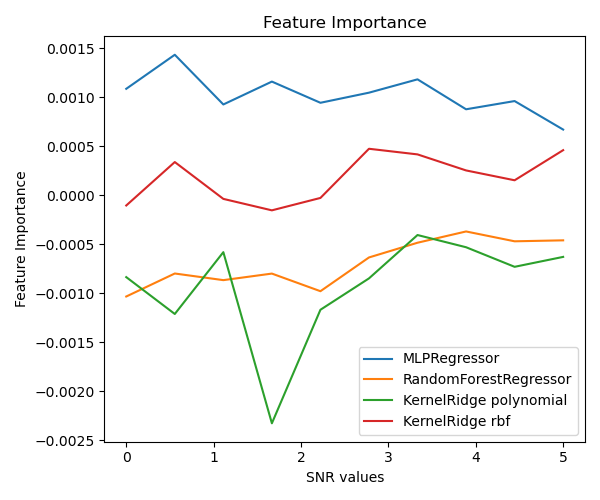 Feature Importance
0.0015
0.0010
0.0005
0.0000
−0.0005
−0.0010
−0.0015
−0.0020
−0.0025
Feature Importance
MLPRegressor
RandomForestRegressor
KernelRidge polynomial
KernelRidge rbf
0 1 2 3 4 5
SNR values